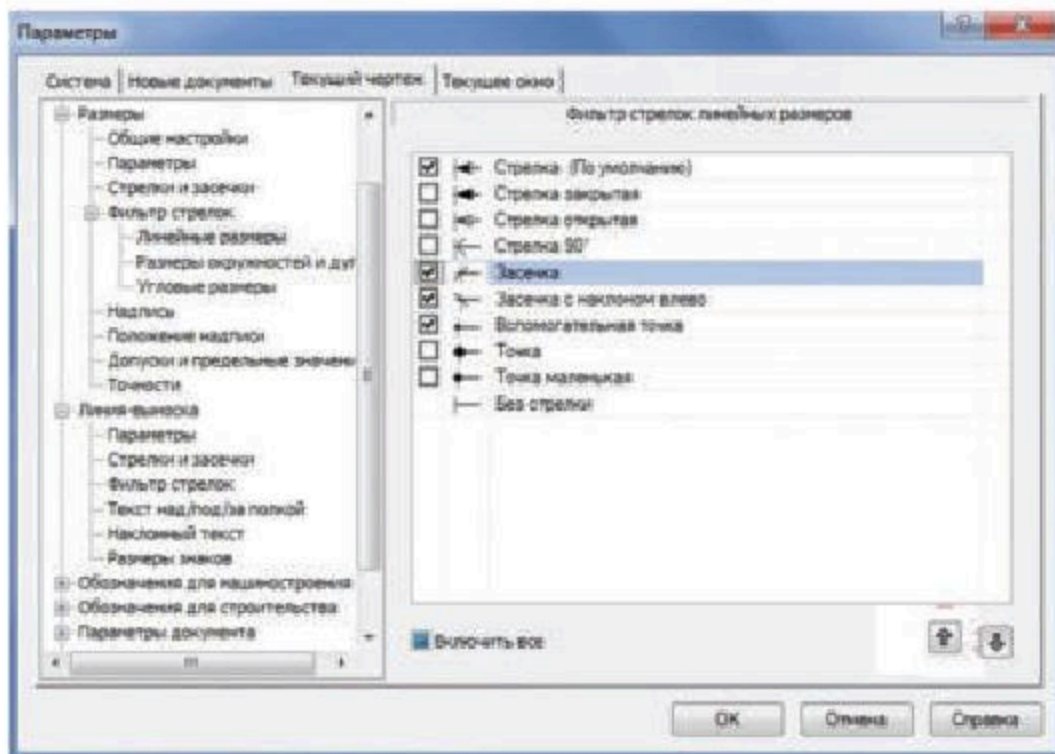 Параметры
Система
Новые документы
Текущий чертеж
Текущее окно
Размеры
Общие настройки
Параметры
Стрелки и засечки
Фильтр стрелок
Линейные размеры
Размеры окружностей и дуг
Угловые размеры
Надпись
Положение надписи
Допуски и предельные значени
Точности
Линия-выноска
Параметры
Стрелки и засечки
Фильтр стрелок
Текст над/под/за полкой
Наклонный текст
Размеры знаков
Обозначения для машиностроения
Обозначения для строительства
Параметры документа
Фильтр стрелок линейных размеров
Стрелка (По умолчанию)
Стрелка закрытая
Стрелка открытая
Стрелка 90°
Засечка
Засечка с наклоном влево
Вспомогательная точка
Точка
Точка маленькая
Без стрелки
Включить все
ОК
Отмена
Справка